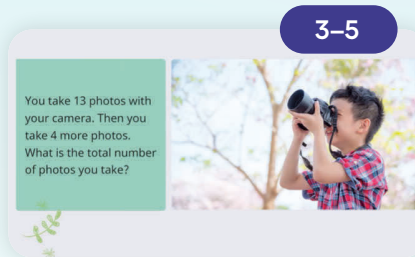 3–5
You take 13 photos with
your camera. Then you
take 4 more photos.
What is the total number
of photos you take?